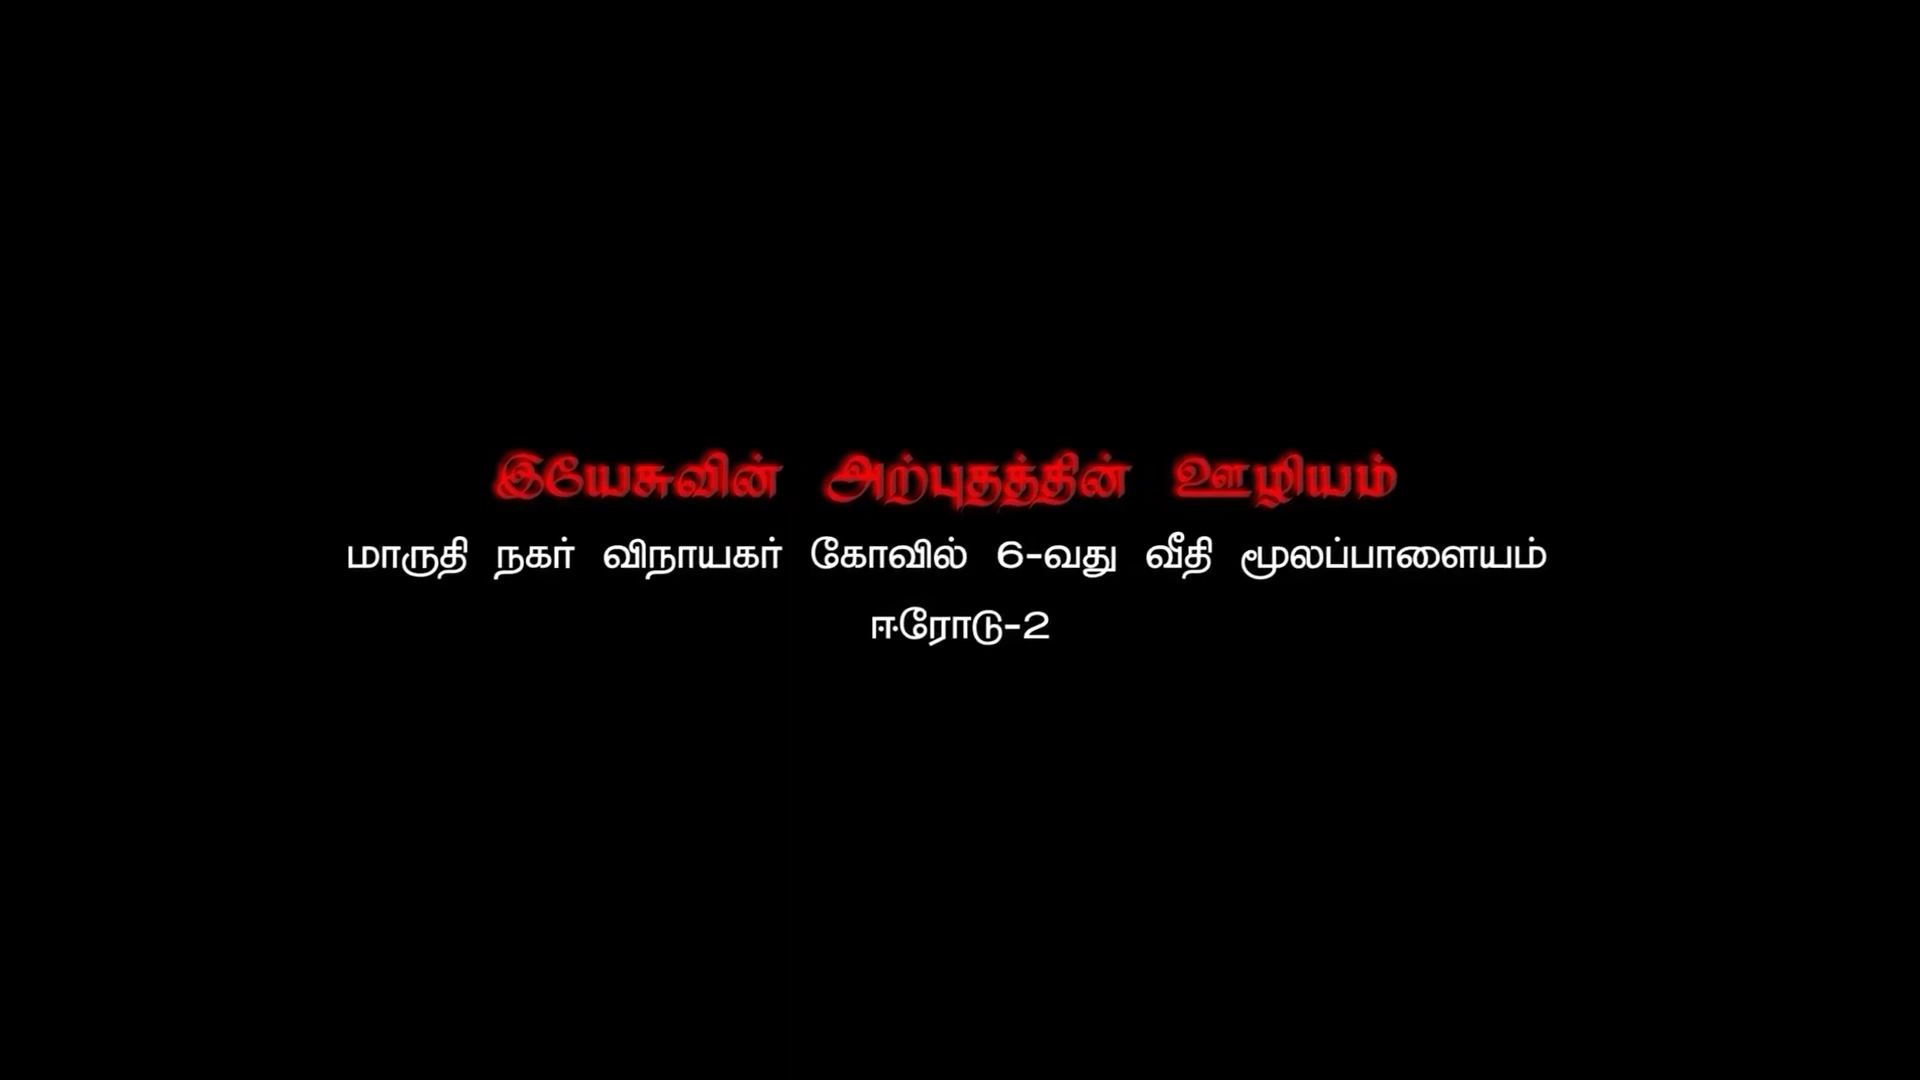 இயேசுவின் அற்புதத்தின் ஊழியம்
மாருதி நகர் விநாயகர் கோவில் 6-வது வீதி மூலப்பாளையம்
ஈரோடு-2